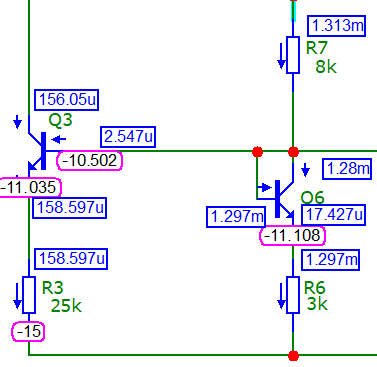 1.313m
R7
8k
156.05u
Q3
2.547u
-10.502
1.28m
-11.035
158.597u
Q6
1.297m
17.427u
-11.108
158.597u
1.297m
R3
25k
R6
3k
-15